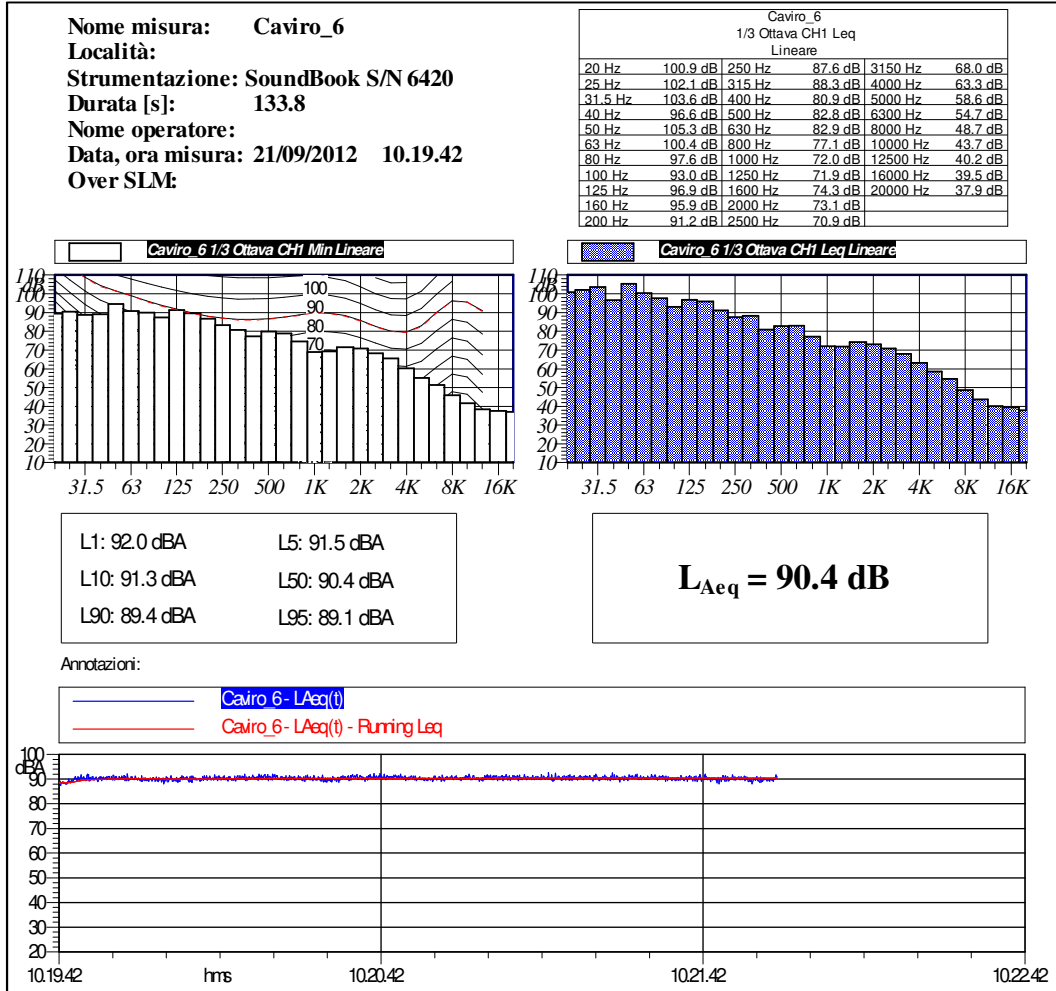 Nome misura: Caviro_6
Località:
Strumentazione: SoundBook S/N 6420
Durata [s]: 133.8
Nome operatore:
Data, ora misura: 21/09/2012 10.19.42
Over SLM:
Caviro_6
1/3 Ottava CH1 Leq
Lineare
20 Hz 100.9 dB 250 Hz 87.6 dB 3150 Hz 68.0 dB
25 Hz 102.1 dB 315 Hz 88.3 dB 4000 Hz 63.3 dB
31.5 Hz 103.6 dB 400 Hz 80.9 dB 5000 Hz 58.6 dB
40 Hz 96.6 dB 500 Hz 82.8 dB 6300 Hz 54.7 dB
50 Hz 105.3 dB 630 Hz 82.9 dB 8000 Hz 48.7 dB
63 Hz 100.4 dB 800 Hz 77.1 dB 10000 Hz 43.7 dB
80 Hz 97.6 dB 1000 Hz 72.0 dB 12500 Hz 40.2 dB
100 Hz 93.0 dB 1250 Hz 71.9 dB 16000 Hz 39.5 dB
125 Hz 96.9 dB 1600 Hz 74.3 dB 20000 Hz 37.9 dB
160 Hz 95.9 dB 2000 Hz 73.1 dB
200 Hz 91.2 dB 2500 Hz 70.9 dB
Caviro_6 1/3 Ottava CH1 Min Lineare
110
dB
100
90
80
70
60
50
40
30
20
10
100
90
80
70
31.5 63 125 250 500 1K 2K 4K 8K 16K
Caviro_6 1/3 Ottava CH1 Leq Lineare
110
dB
100
90
80
70
60
50
40
30
20
10
31.5 63 125 250 500 1K 2K 4K 8K 16K
L1: 92.0 dBA L5: 91.5 dBA
L10: 91.3 dBA L50: 90.4 dBA
L90: 89.4 dBA L95: 89.1 dBA
LAeq = 90.4 dB
Annotazioni:
Caviro_6 - LAeq(t)
Caviro_6 - LAeq(t) - Running Leq
100
dBA
90
80
70
60
50
40
30
20
10.19.42 hms 10.20.42 10.21.42 10.22.42